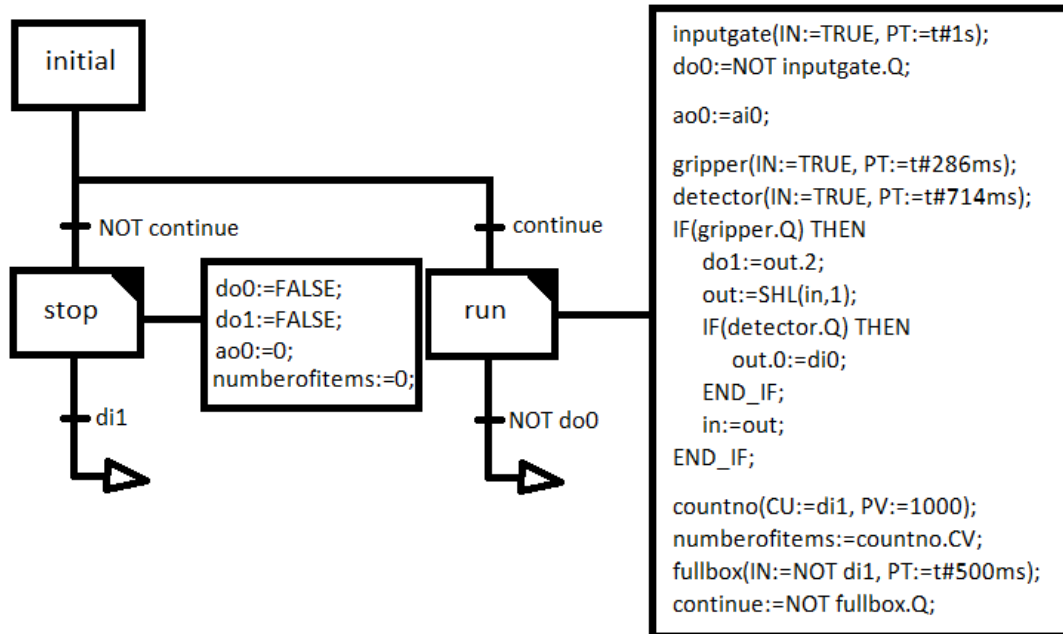 initial
NOT continue
continue
stop
do0:=FALSE;
do1:=FALSE;
ao0:=0;
numberofitems:=0;
run
di1
NOT do0
inputgate(IN:=TRUE, PT:=t#1s);
do0:=NOT inputgate.Q;
ao0:=ai0;
gripper(IN:=TRUE, PT:=t#286ms);
detector(IN:=TRUE, PT:=t#714ms);
IF(gripper.Q) THEN
do1:=out.2;
out:=SHL(in,1);
IF(detector.Q) THEN
out.0:=di0;
END_IF;
in:=out;
END_IF;
countno(CU:=di1, PV:=1000);
numberofitems:=countno.CV;
fullbox(IN:=NOT di1, PT:=t#500ms);
continue:=NOT fullbox.Q;